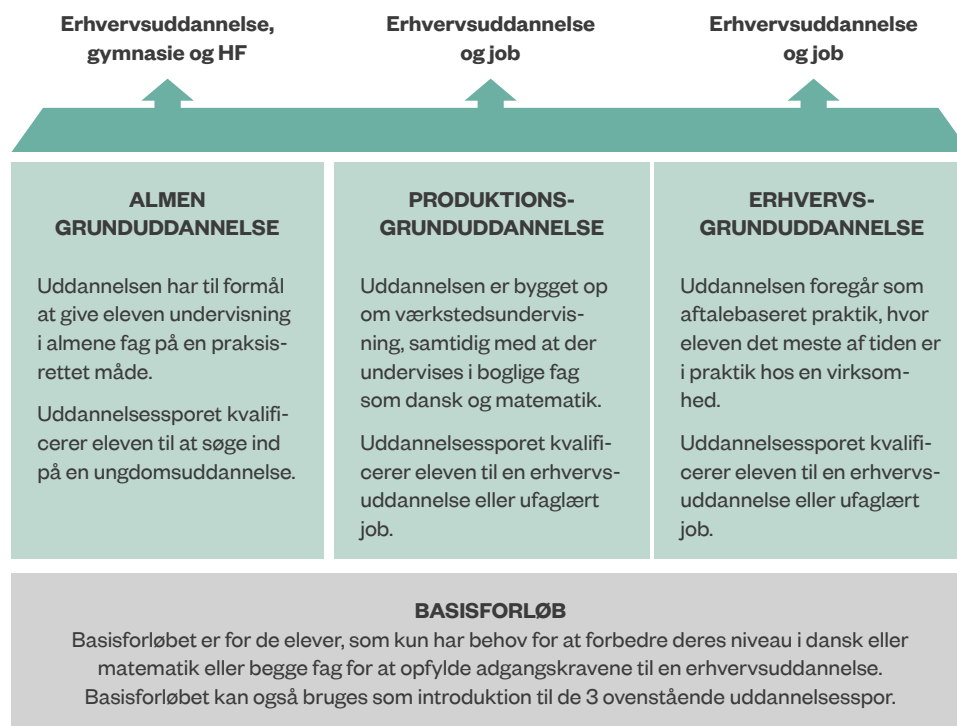 Erhvervsuddannelse,
gymnasie og HF
Erhvervsuddannelse
og job
Erhvervsuddannelse
og job
ALMEN
GRUNDUDDANNELSE
Uddannelsen har til formål
at give eleven undervisning
i almene fag på en praksis-
rettet måde.
Uddannelsessporet kvalifi-
cerer eleven til at søge ind
på en ungdomsuddannelse.
PRODUKTIONS-
GRUNDUDDANNELSE
Uddannelsen er bygget op
om værkstedsundervis-
ning, samtidig med at der
undervises i boglige fag
som dansk og matematik.
Uddannelsessporet kvalifi-
cerer eleven til en erhvervs-
uddannelse eller ufaglært
job.
ERHVERVS-
GRUNDUDDANNELSE
Uddannelsen foregår som
aftalebaseret praktik, hvor
eleven det meste af tiden er
i praktik hos en virksom-
hed.
Uddannelsessporet kvalifi-
cerer eleven til en erhvervs-
uddannelse eller ufaglært
job.
BASISFORLØB
Basisforløbet er for de elever, som kun har behov for at forbedre deres niveau i dansk eller
matematik eller begge fag for at opfylde adgangskravene til en erhvervsuddannelse.
Basisforløbet kan også bruges som introduktion til de 3 ovenstående uddannelsesspor.